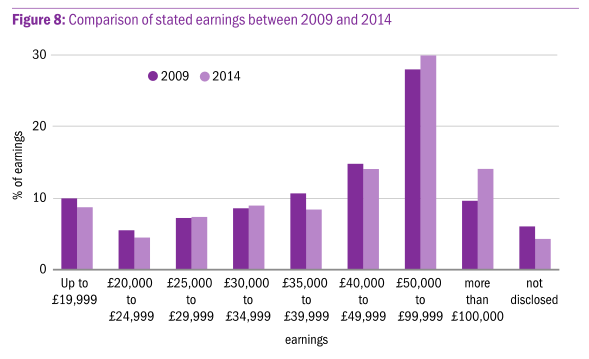 Figure 8: Comparison of stated earnings between 2009 and 2014
30
2009
2014
20
% of earnings
10
0
Up to
£19,999
£20,000
to
£24,999
£25,000
to
£29,999
£30,000
to
£34,999
£35,000
to
£39,999
£40,000
to
£49,999
£50,000
to
£99,999
more
than
£100,000
not
disclosed
earnings